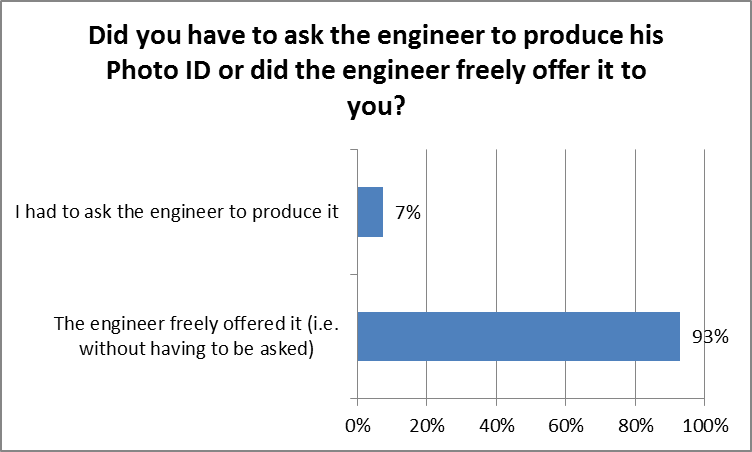 Did you have to ask the engineer to produce his
Photo ID or did the engineer freely offer it to
you?
I had to ask the engineer to produce it
7%
The engineer freely offered it (i.e.
without having to be asked)
93%
0% 20% 40% 60% 80% 100%